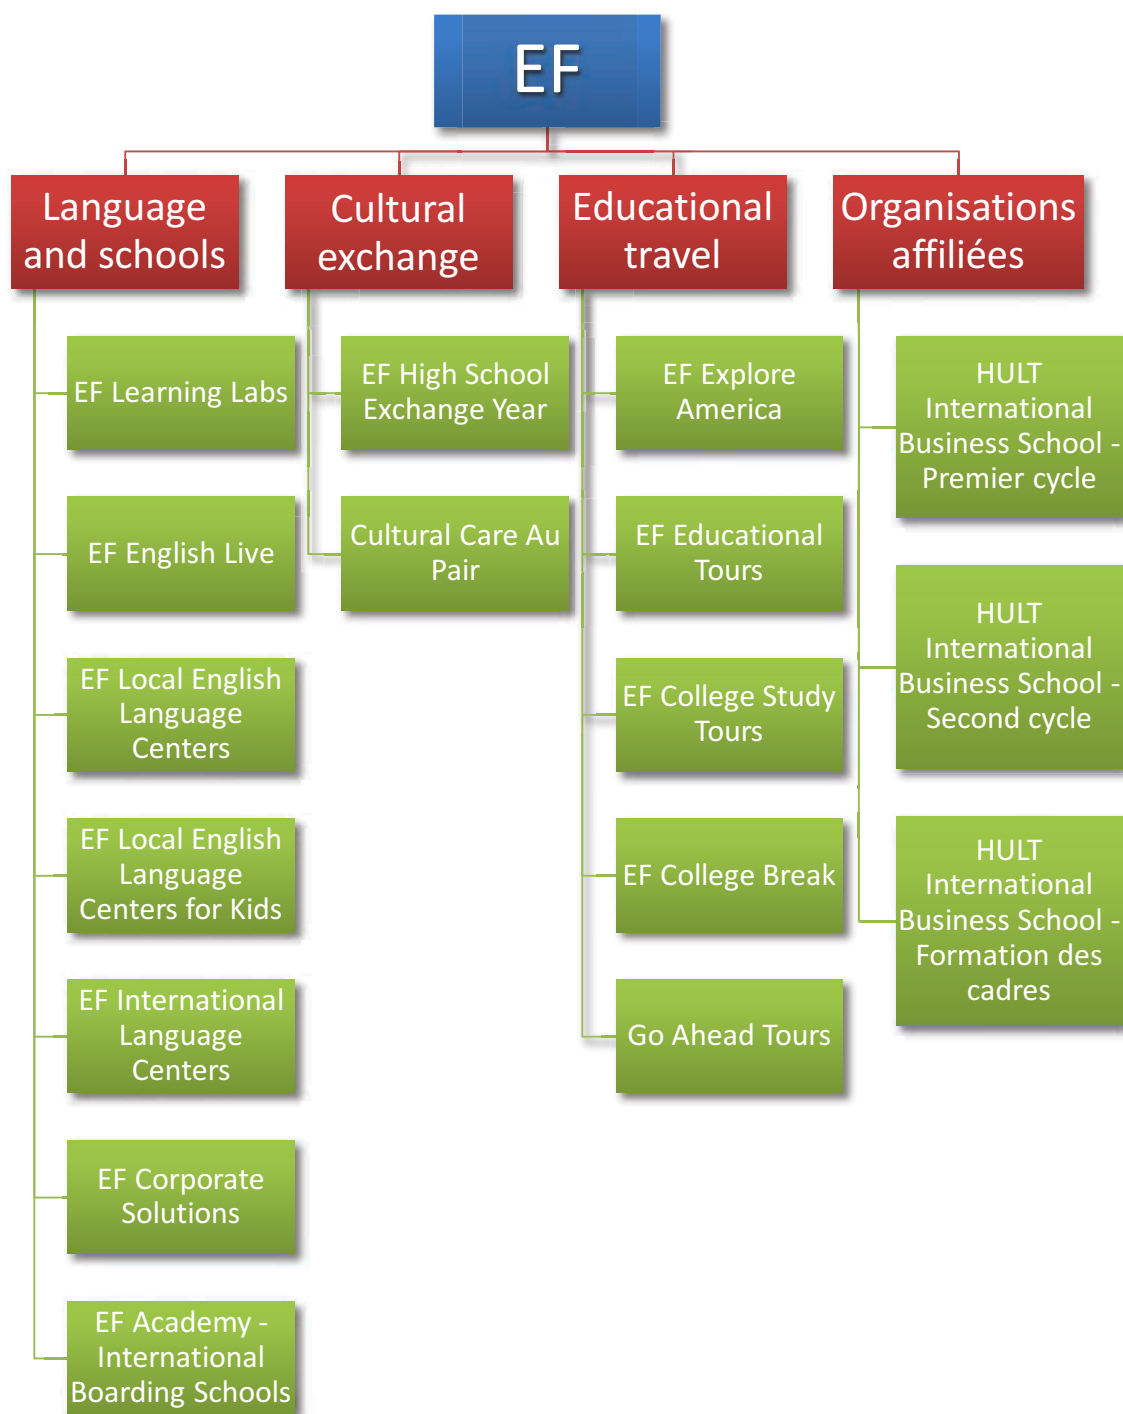 EF
Language
and schools
EF Learning Labs
EF English Live
EF Local English
Language
Centers
EF Local English
Language
Centers for Kids
EF International
Language
Centers
EF Corporate
Solutions
EF Academy -
International
Boarding Schools
Cultural
exchange
EF High School
Exchange Year
Cultural Care Au
Pair
Educational
travel
EF Explore
America
EF Educational
Tours
EF College Study
Tours
EF College Break
Go Ahead Tours
Organisations
affiliées
HULT
International
Business School -
Premier cycle
HULT
International
Business School -
Second cycle
HULT
International
Business School -
Formation des
cadres